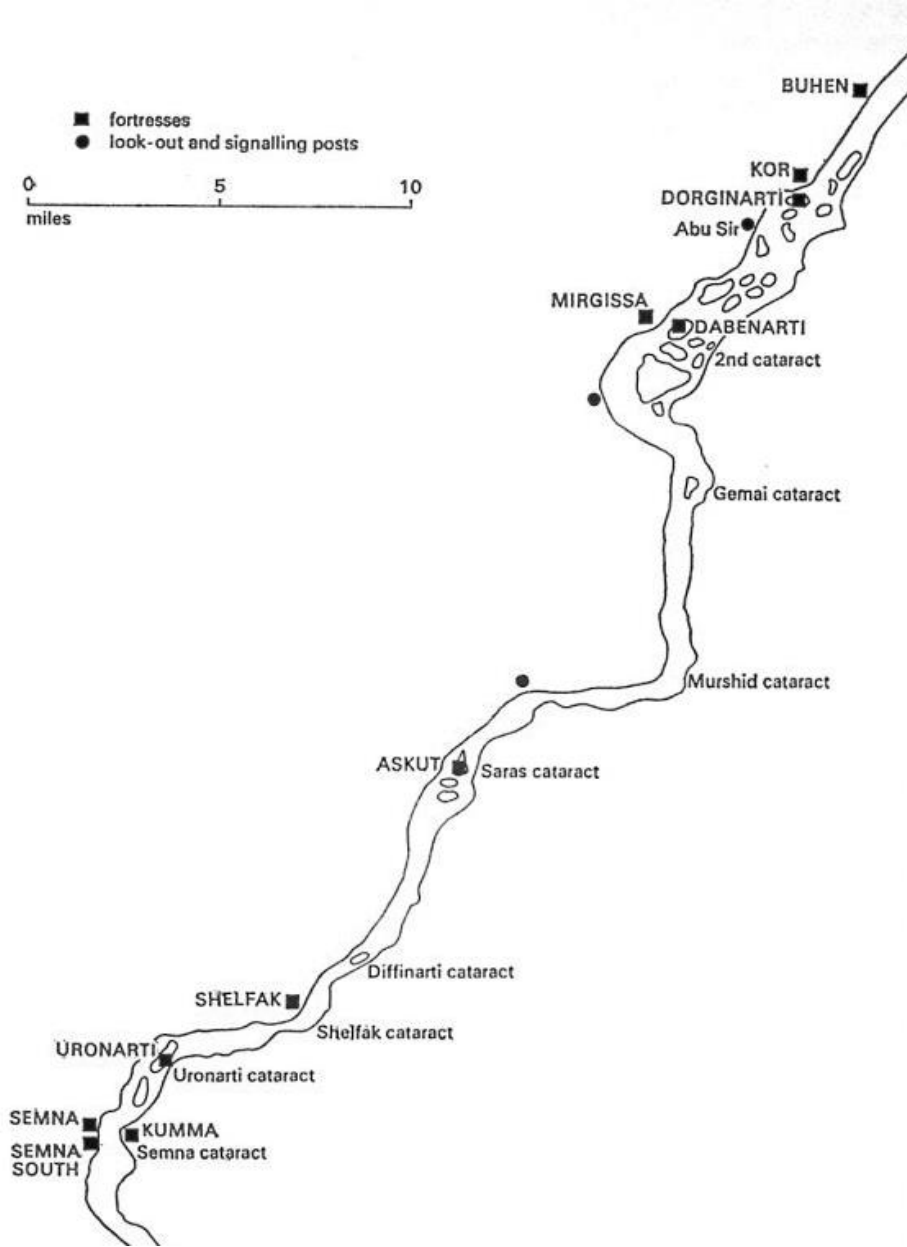 BUHEN
fortresses
look-out and signalling posts
0 5 10
miles
KOR
DORGINARTI
Abu Sir
MIRGISSA
DABENARTI
2nd cataract
Gemai cataract
Murshid cataract
ASKUT
Saras cataract
Diffinarti cataract
SHELFAK
Shelfak cataract
URONARTI
Uronarti cataract
SEMNA
KUMMA
SEMNA
SOUTH
Semna cataract